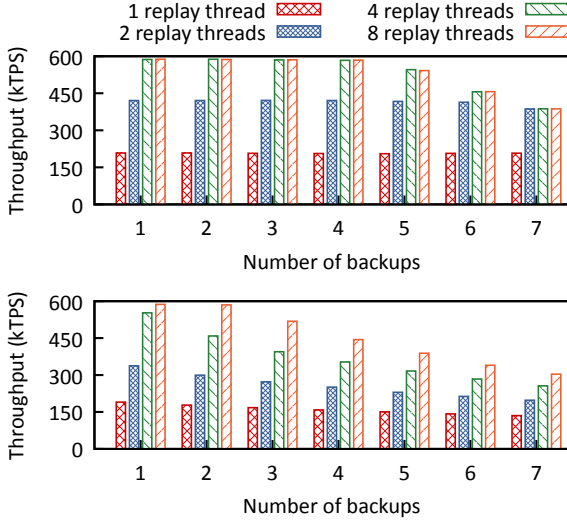 1 replay thread
4 replay threads
2 replay threads
8 replay threads
Throughput (kTPS)
600
450
300
150
0
1 2 3 4 5 6 7
Number of backups
Throughput (kTPS)
600
450
300
150
0
1 2 3 4 5 6 7
Number of backups